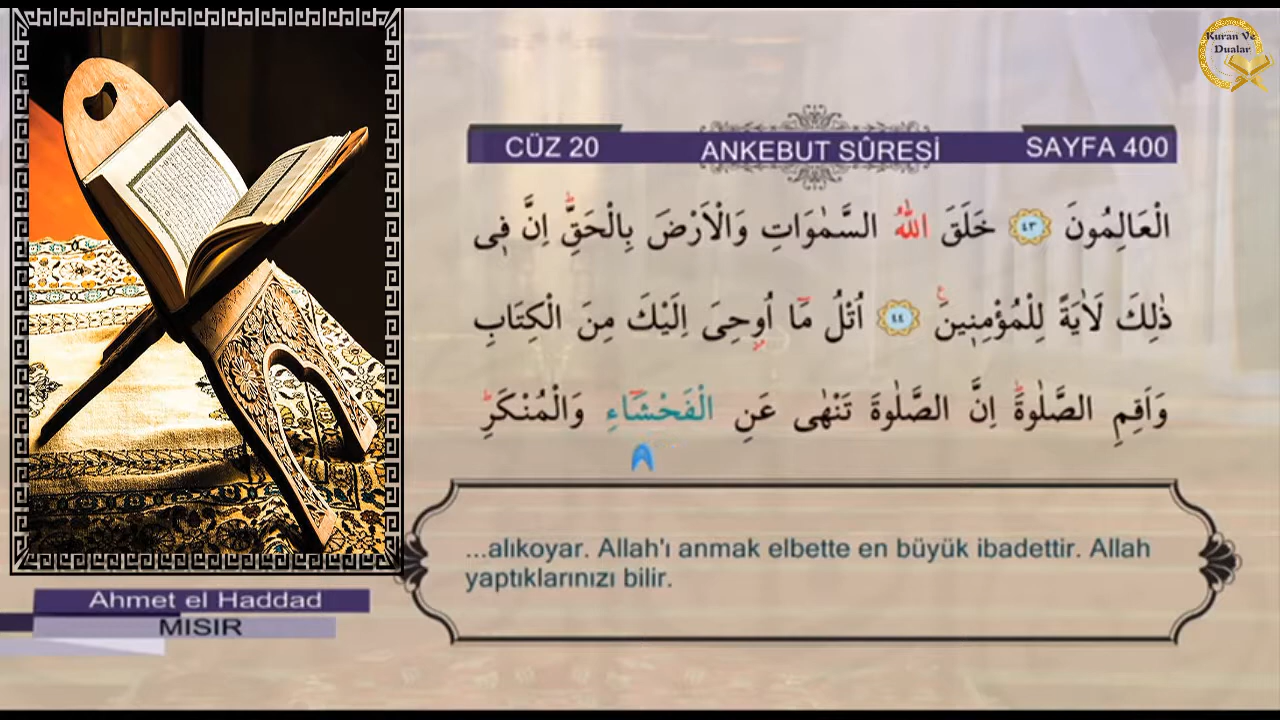 Kuran Ve
Dualar
CÜZ 20
ANKEBUT SÛRESİ
SAYFA 400
الْعَالِمُونَ ﴿٤٣﴾ خَلَقَ اللّٰهُ السَّمٰوَاتِ وَالْاَرْضَ بِالْحَقِّۜ اِنَّ ف۪ى
ذٰلِكَ لَاٰيَةً لِلْمُؤْمِن۪ينَۚ ﴿٤٤﴾ اُتْلُ مَٓا اُو۫حِىَ اِلَيْكَ مِنَ الْكِتَابِ
وَاَقِمِ الصَّلٰوةَۜ اِنَّ الصَّلٰوةَ تَنْهٰى عَنِ الْفَحْشَٓاءِ وَالْمُنْكَرِۜ
...alıkoyar. Allah'ı anmak elbette en büyük ibadettir. Allah
yaptıklarınızı bilir.
Ahmet el Haddad
MISIR